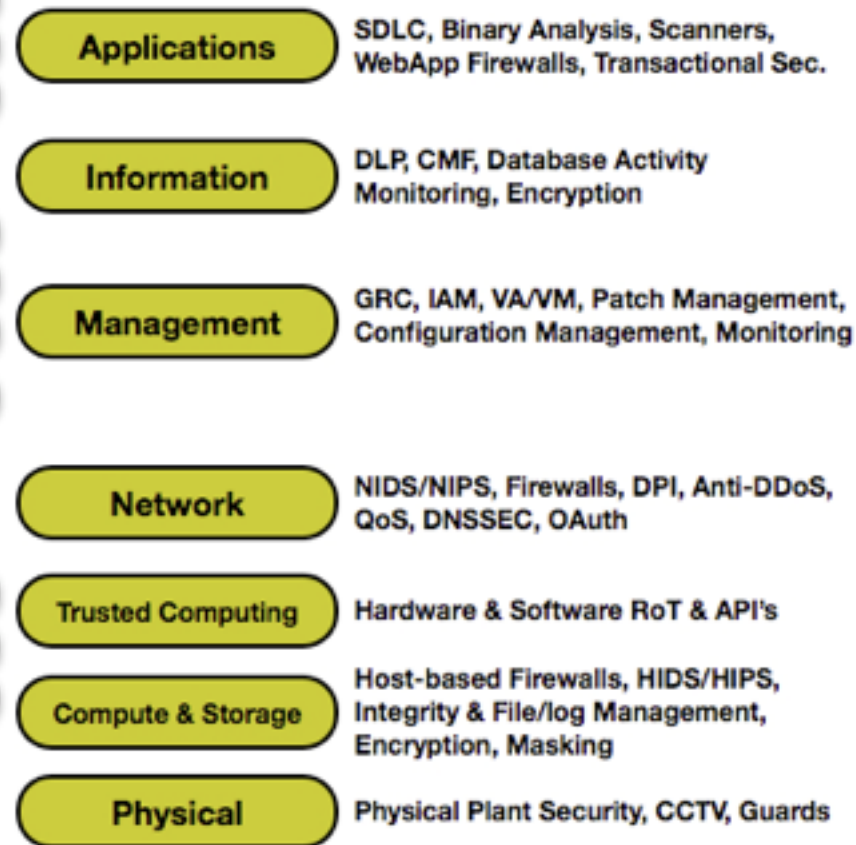 Applications
SDLC, Binary Analysis, Scanners,
WebApp Firewalls, Transactional Sec.
Information
DLP, CMF, Database Activity
Monitoring, Encryption
Management
GRC, IAM, VA/VM, Patch Management,
Configuration Management, Monitoring
Network
NIDS/NIPS, Firewalls, DPI, Anti-DDoS,
QoS, DNSSEC, OAuth
Trusted Computing
Hardware & Software RoT & API's
Compute & Storage
Host-based Firewalls, HIDS/HIPS,
Integrity & File/log Management,
Encryption, Masking
Physical
Physical Plant Security, CCTV, Guards